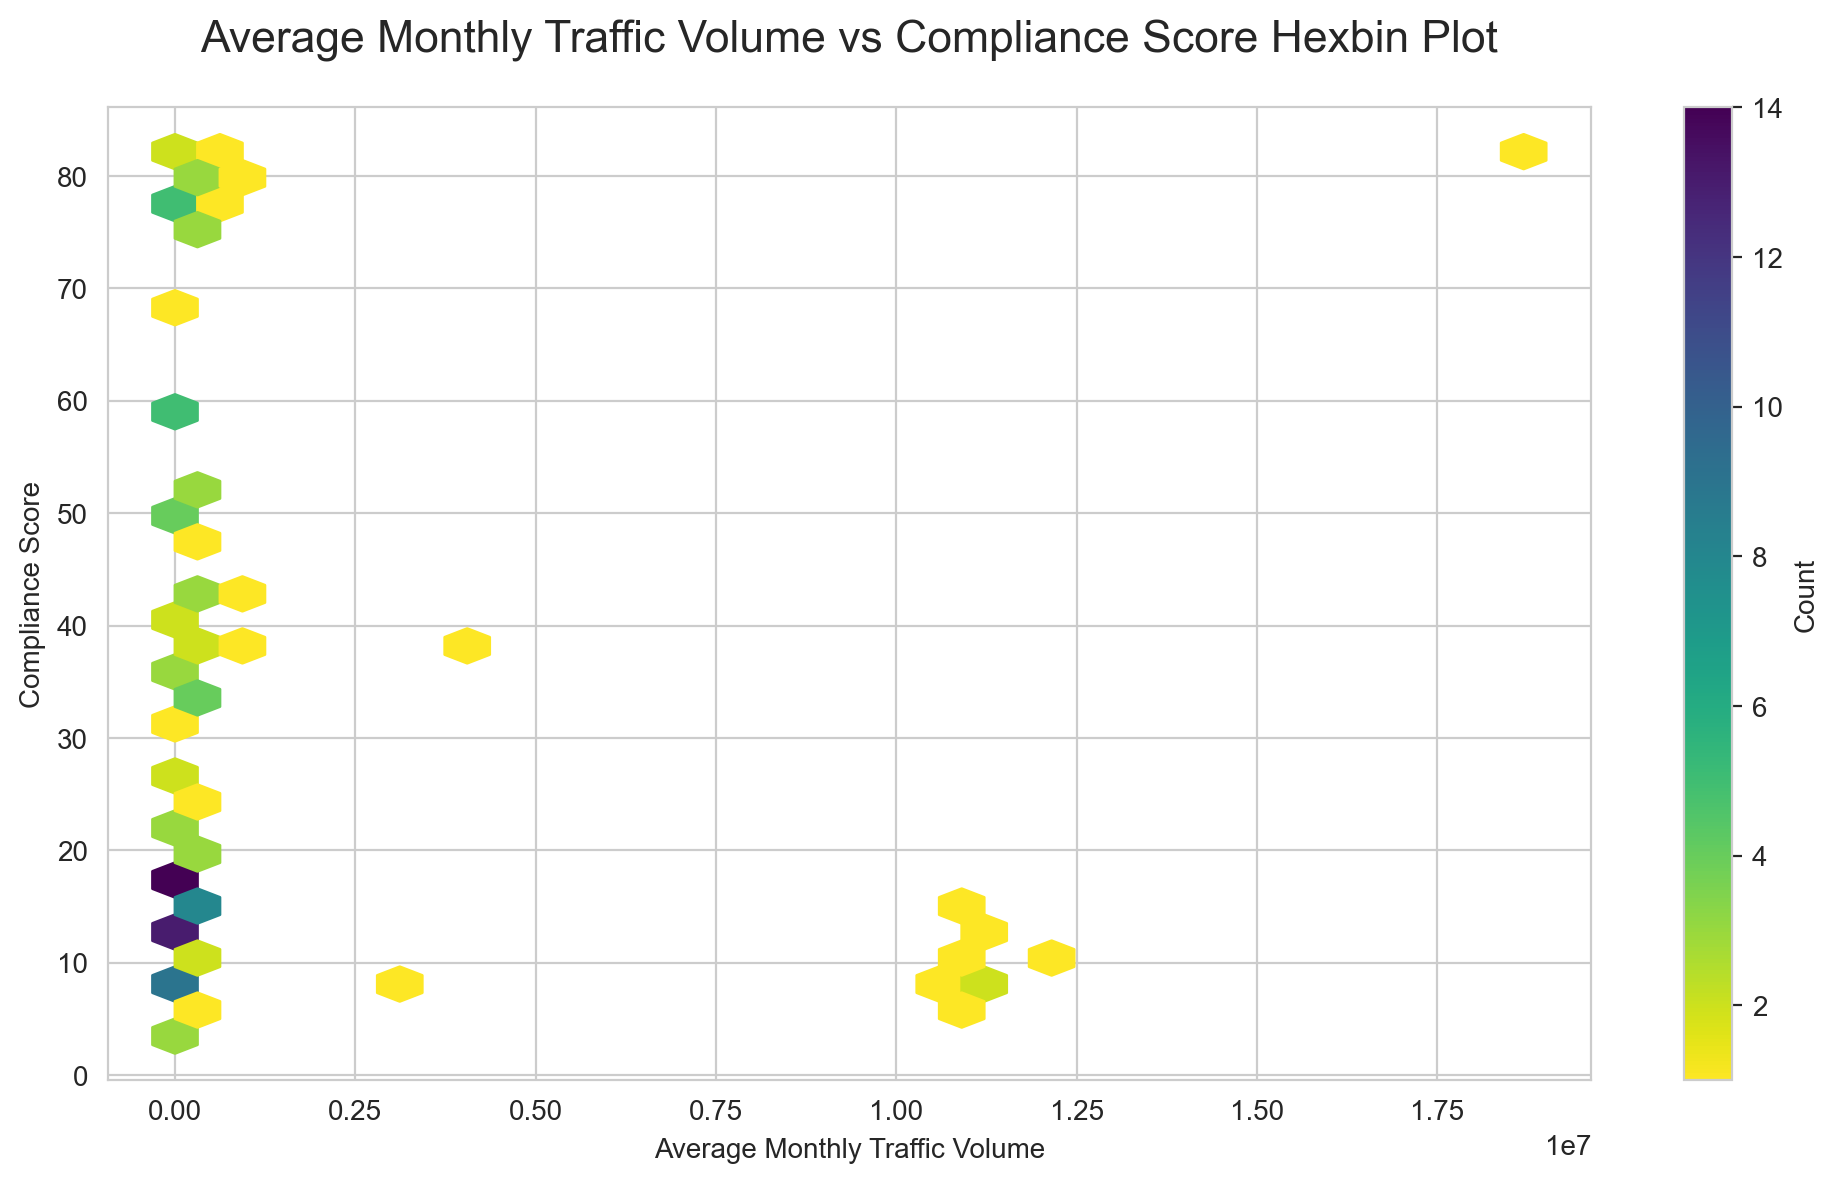 Average Monthly Traffic Volume vs Compliance Score Hexbin Plot
Compliance Score
80
70
60
50
40
30
20
10
0
0.00 0.25 0.50 0.75 1.00 1.25 1.50 1.75
1e7
Average Monthly Traffic Volume
14
12
10
8
6
4
2
Count